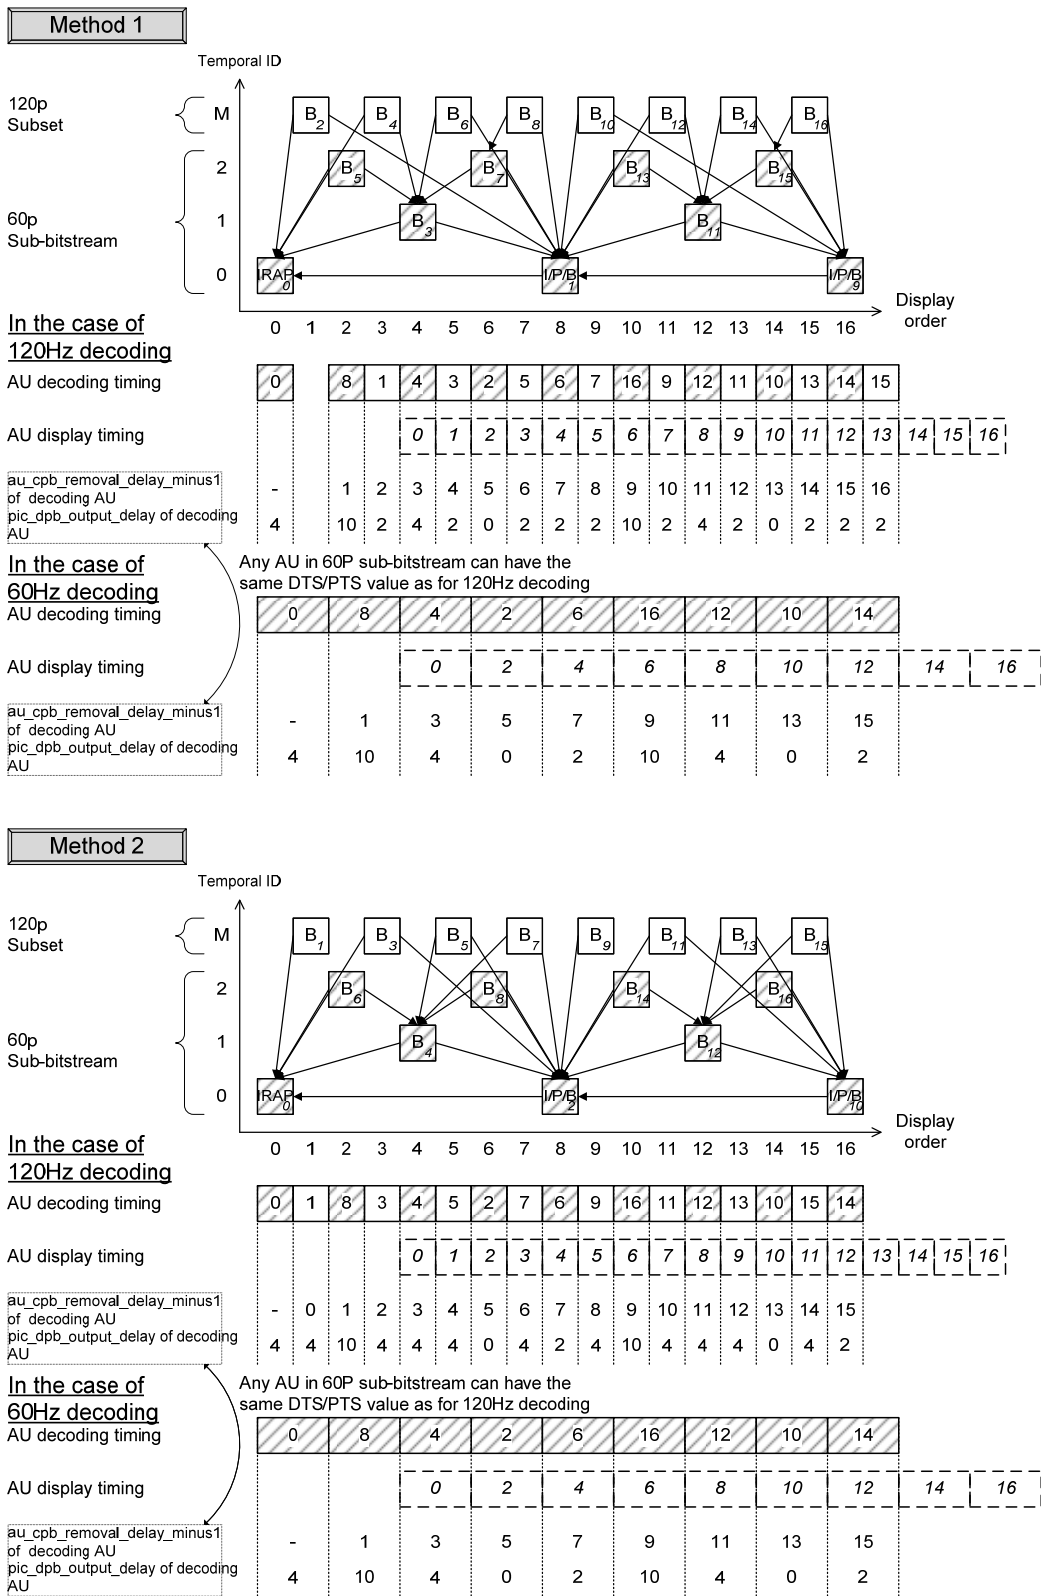 Method 1
Temporal ID
120p
Subset
M
B2 B4 B6 B8 B10 B12 B14 B16
2
B5 B7 B13 B15
60p
Sub-bitstream
1
B3 B11
0
IRAP0 I/P/B1 I/P/B9
Display
order
0 1 2 3 4 5 6 7 8 9 10 11 12 13 14 15 16
In the case of
120Hz decoding
AU decoding timing
0 8 1 4 3 2 5 6 7 16 9 12 11 10 13 14 15
AU display timing
0 1 2 3 4 5 6 7 8 9 10 11 12 13 14 15 16
au_cpb_removal_delay_minus1
of decoding AU
- 1 2 3 4 5 6 7 8 9 10 11 12 13 14 15 16
pic_dpb_output_delay of decoding
AU
4 10 2 4 2 0 2 2 2 10 2 4 2 0 2 2 2
Any AU in 60P sub-bitstream can have the
same DTS/PTS value as for 120Hz decoding
In the case of
60Hz decoding
AU decoding timing
0 8 4 2 6 16 12 10 14
AU display timing
0 2 4 6 8 10 12 14 16
au_cpb_removal_delay_minus1
of decoding AU
- 1 3 5 7 9 11 13 15
pic_dpb_output_delay of decoding
AU
4 10 4 0 2 10 4 0 2
Method 2
Temporal ID
120p
Subset
M
B1 B3 B5 B7 B9 B11 B13 B15
2
B6 B8 B14 B16
60p
Sub-bitstream
1
B4 B12
0
IRAP0 I/P/B2 I/P/B10
Display
order
0 1 2 3 4 5 6 7 8 9 10 11 12 13 14 15 16
In the case of
120Hz decoding
AU decoding timing
0 1 8 3 4 5 2 7 6 9 16 11 12 13 10 15 14
AU display timing
0 1 2 3 4 5 6 7 8 9 10 11 12 13 14 15 16
au_cpb_removal_delay_minus1
of decoding AU
- 0 1 2 3 4 5 6 7 8 9 10 11 12 13 14 15
pic_dpb_output_delay of decoding
AU
4 4 10 4 4 4 0 4 2 4 10 4 4 4 0 4 2
Any AU in 60P sub-bitstream can have the
same DTS/PTS value as for 120Hz decoding
In the case of
60Hz decoding
AU decoding timing
0 8 4 2 6 16 12 10 14
AU display timing
0 2 4 6 8 10 12 14 16
au_cpb_removal_delay_minus1
of decoding AU
- 1 3 5 7 9 11 13 15
pic_dpb_output_delay of decoding
AU
4 10 4 0 2 10 4 0 2